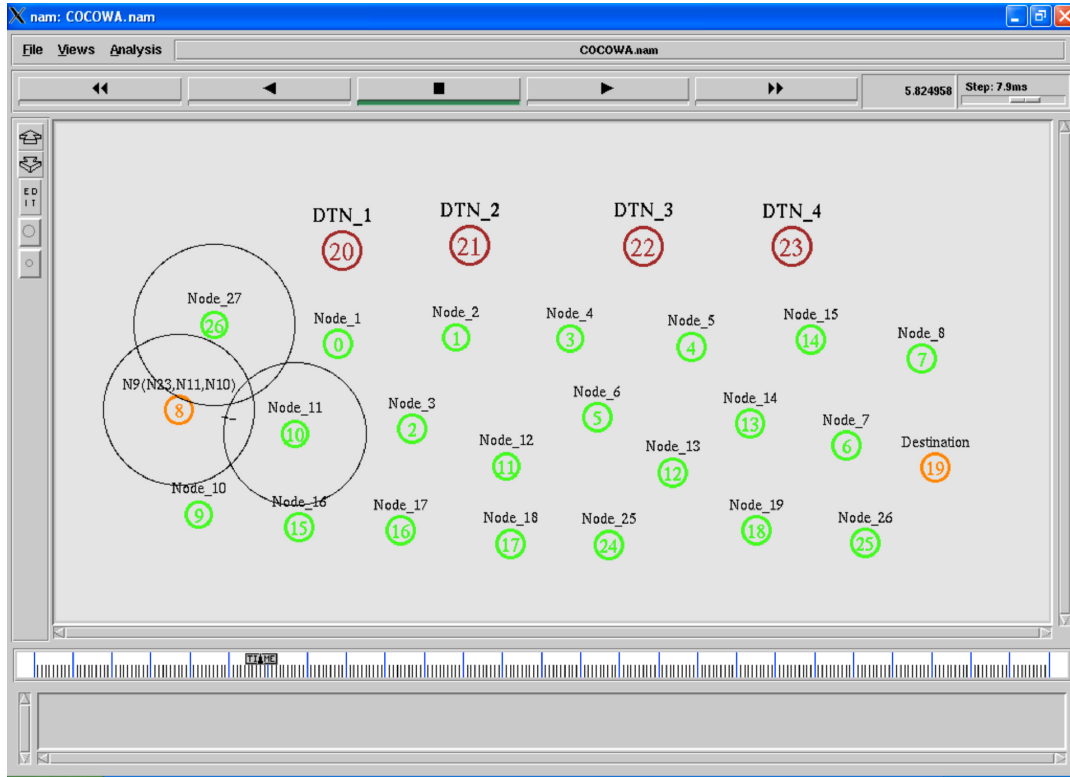 nam: COCOWA.nam
File Views Analysis COCOWA.nam
5.824958 Step: 7.9ms
ED
IT
DTN_1 DTN_2 DTN_3 DTN_4
20 21 22 23
Node_27 Node_1 Node_2 Node_4 Node_5 Node_15 Node_8
26 0 1 3 4 14 7
N9(N23,N11,N10) Node_11 Node_3 Node_6 Node_14 Node_7
8 10 2 5 13 6
Node_12 Node_13 Destination
11 12 19
Node_10 Node_16 Node_17 Node_18 Node_25 Node_19 Node_26
9 15 16 17 24 18 25
TIME